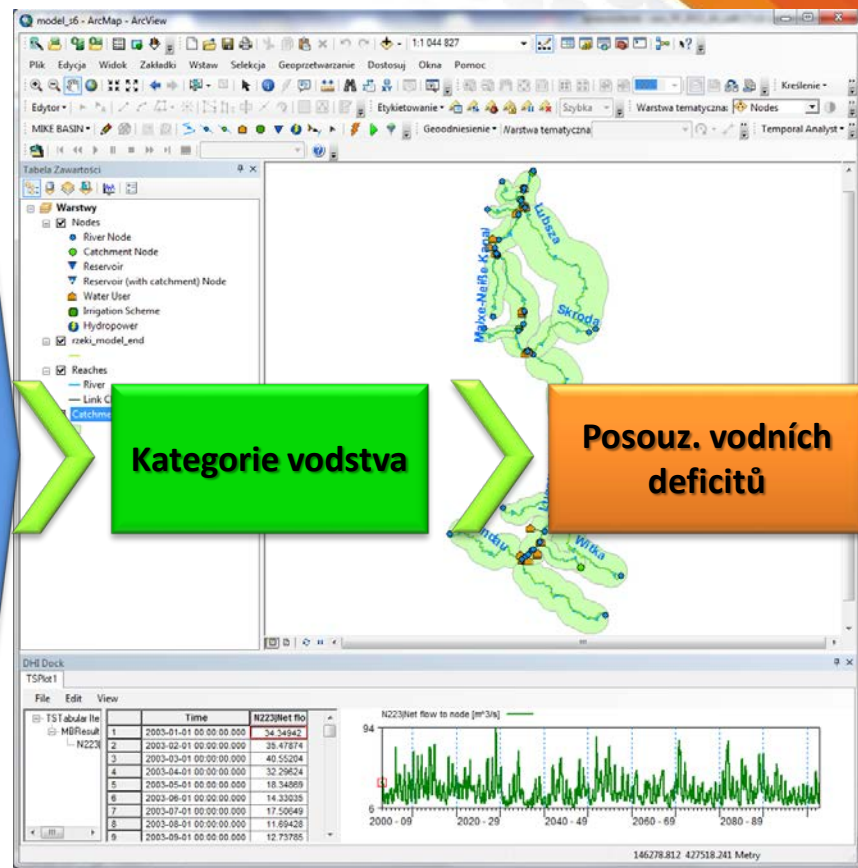 model_s6 - ArcMap - ArcView
1:1 044 827
Plik Edycja Widok Zakładki Wstaw Selekcja Geoprzetwarzanie Dostosuj Okna Pomoc
Kreślenie
Edytor Etykietowanie Szybka Warstwa tematyczna: Nodes
MIKE BASIN Geodniesienie Warstwa tematyczna Temporal Analyst
Tabela Zawartości
Warstwy
Nodes
River Node
Catchment Node
Reservoir
Reservoir (with catchment) Node
Water User
Irrigation Scheme
Hydropower
rzeki_model_end
Reaches
River
Link C
Catchme
Lubsza
Malxe-Neiße-Kanal
Skroda
Kategorie vodstva
Posouz. vodních
deficitů
Witka
ndau
DHI Dock
TSPlot1
File Edit View
TSTabular Ite
MBResult
N223|
Time N223|Net flo
1 2003-01-01 00:00:00.000 34.34942
2 2003-02-01 00:00:00.000 35.47874
3 2003-03-01 00:00:00.000 40.55204
4 2003-04-01 00:00:00.000 32.29624
5 2003-05-01 00:00:00.000 18.34869
6 2003-06-01 00:00:00.000 14.33035
7 2003-07-01 00:00:00.000 17.50649
8 2003-08-01 00:00:00.000 11.69428
9 2003-09-01 00:00:00.000 12.73785
N223|Net flow to node [m^3/s]
94
6
2000 - 09 2020 - 29 2040 - 49 2060 - 69 2080 - 89
146278.812 427518.241 Metry